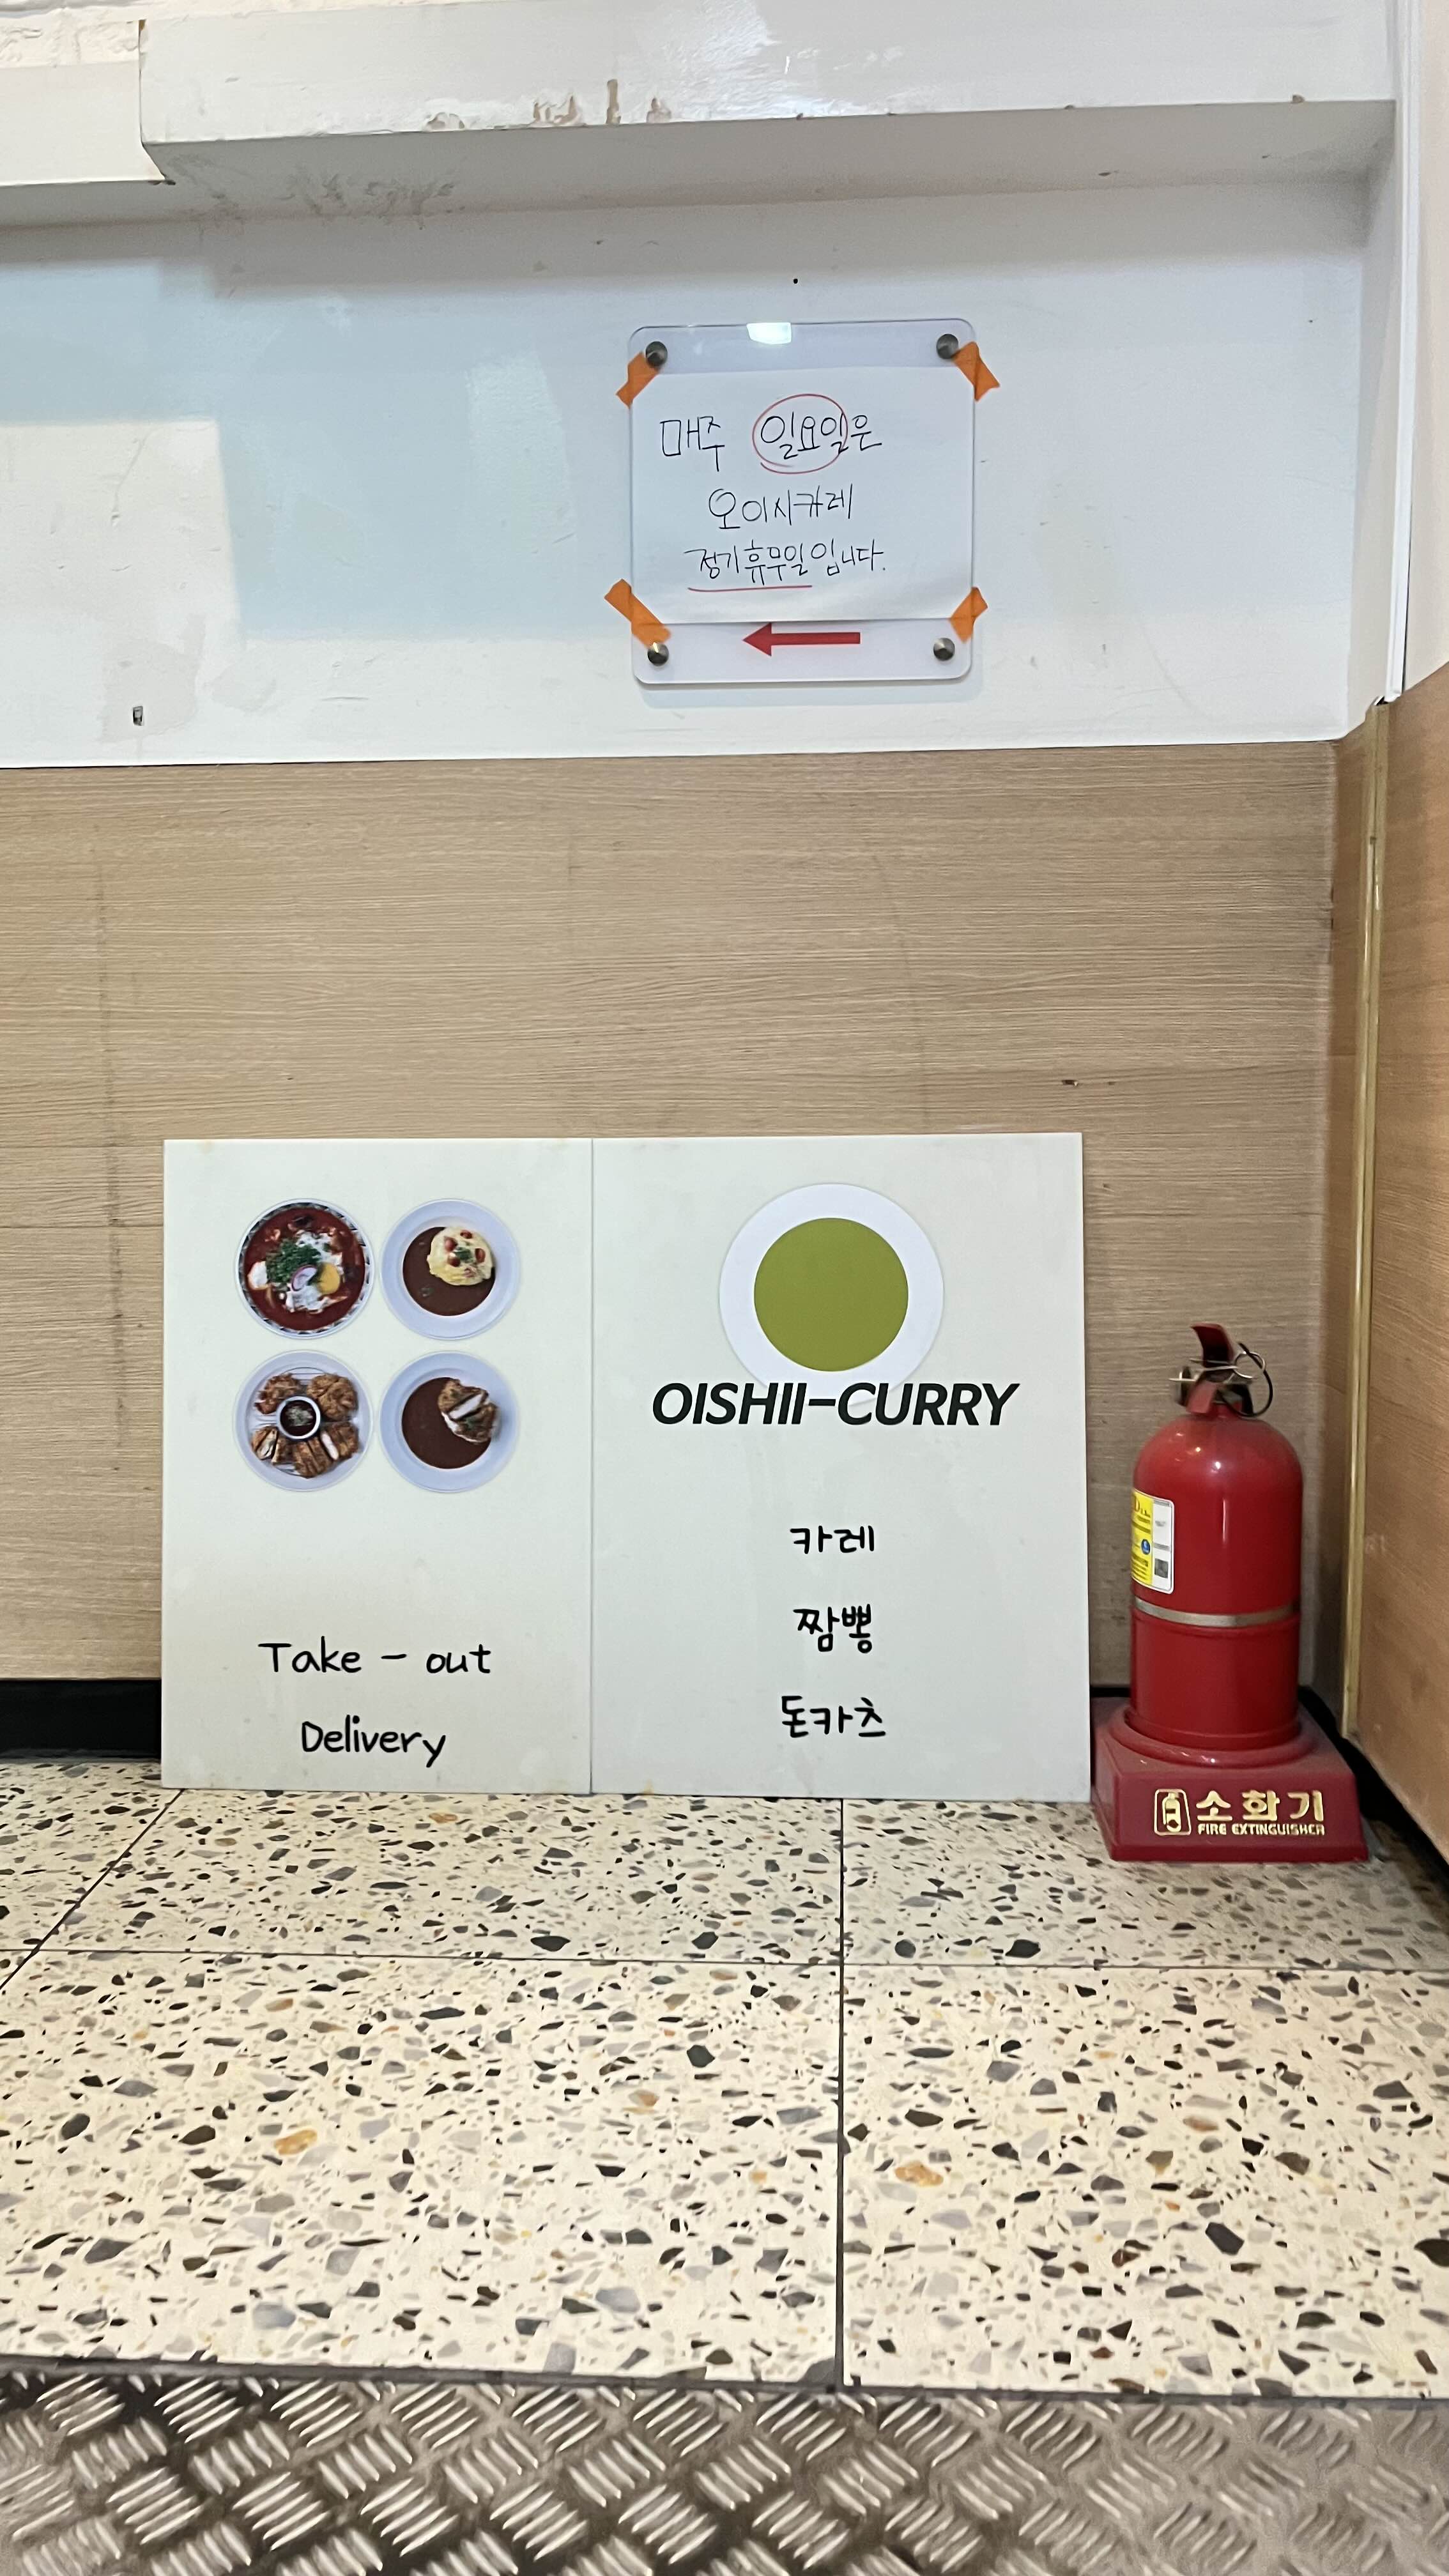 매주 일요일은
오이시카레
정기휴무일입니다.
OISHII-CURRY
카레
짬뽕
돈카츠
Take - out
Delivery
소화기
FIRE EXTINGUISHER